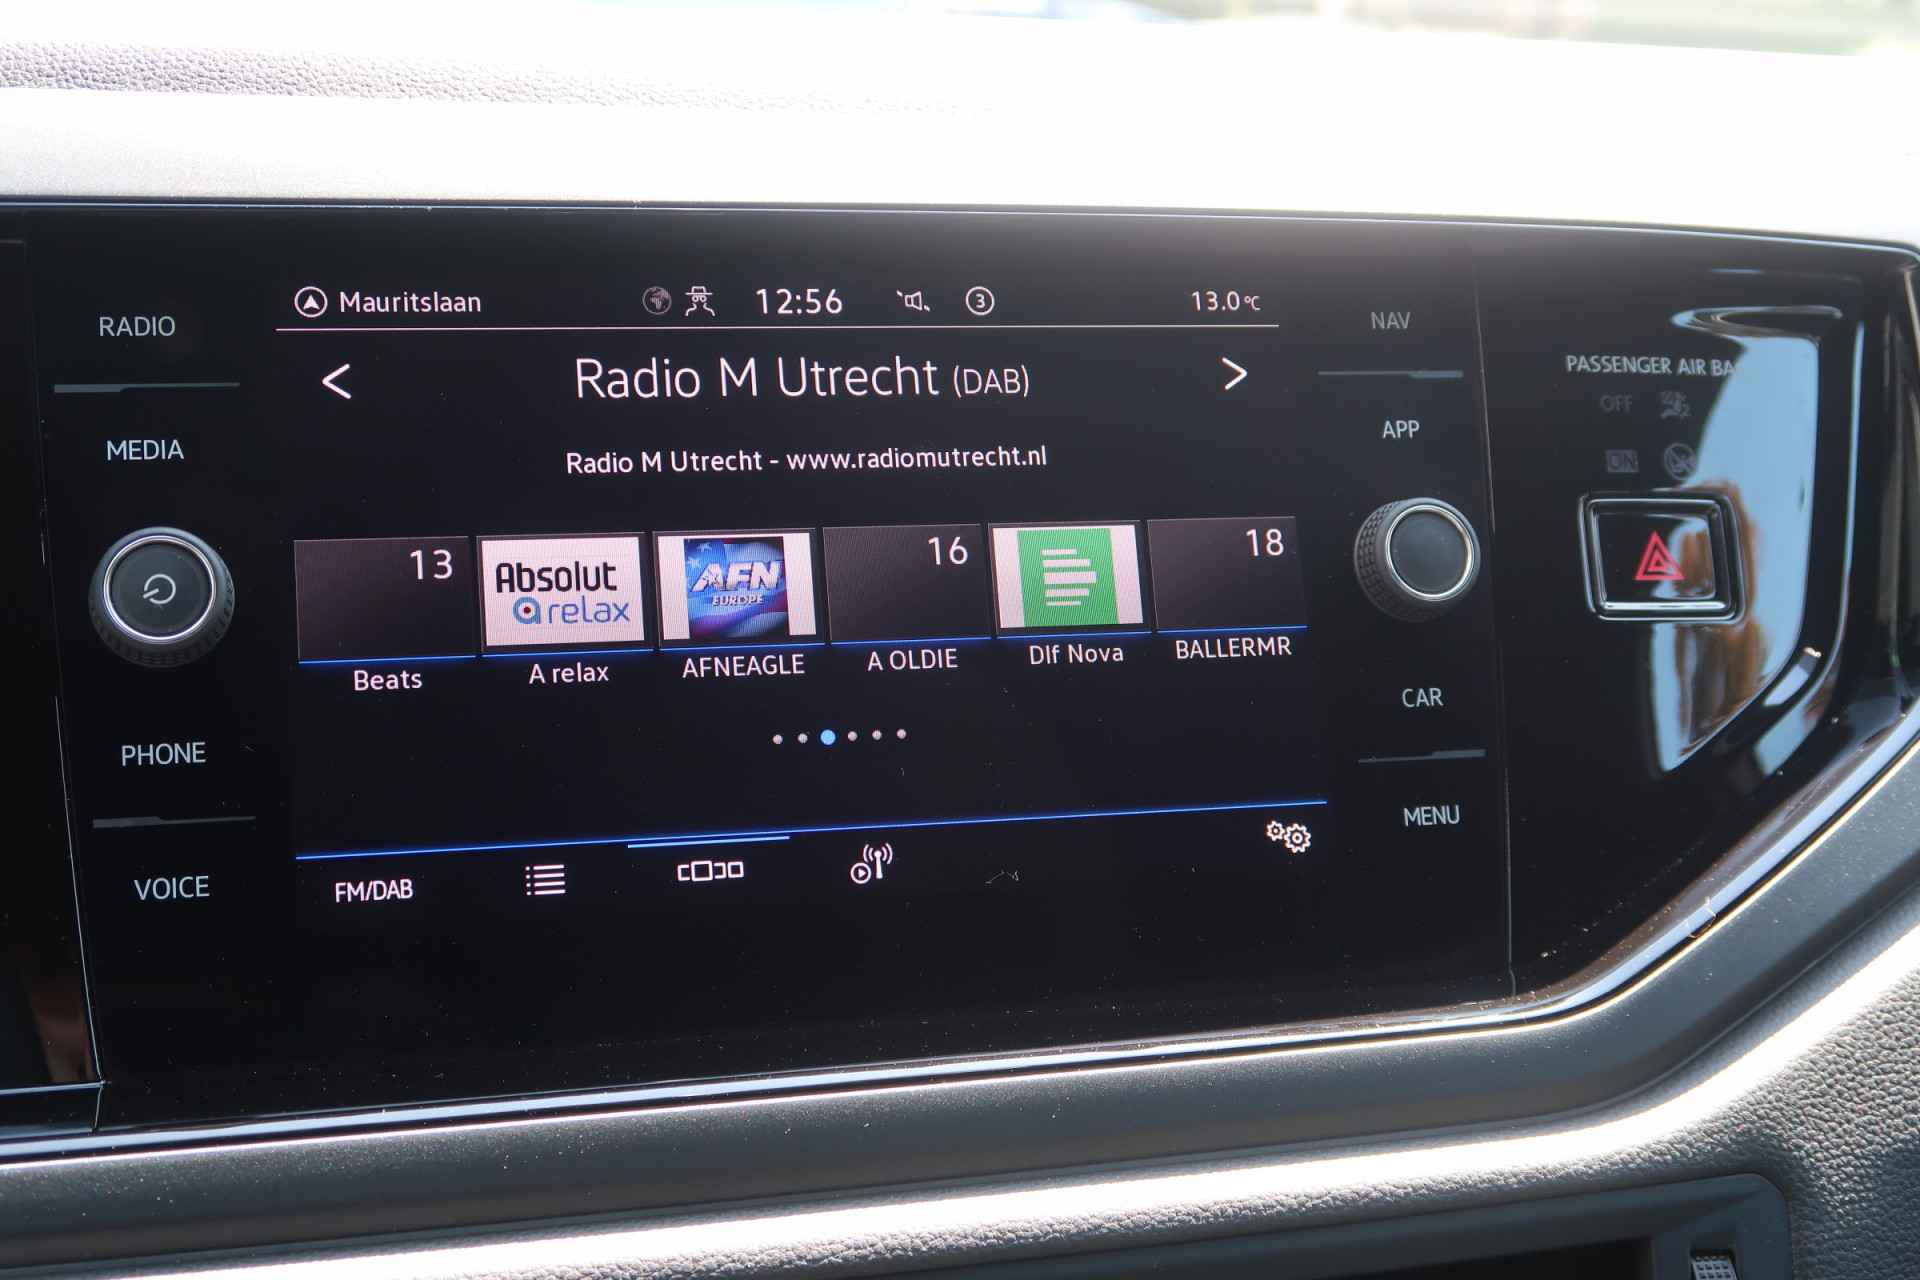 RADIO
MEDIA
PHONE
VOICE
Mauritslaan 12:56 3 13.0°C
< Radio M Utrecht (DAB) >
Radio M Utrecht - www.radiomutrecht.nl
13
Absolut
relax
AFN
EUROPE
16
18
Beats
A relax
AFNEAGLE
A OLDIE
Dlf Nova
BALLERMR
FM/DAB
NAV
APP
CAR
MENU
PASSENGER AIR BA
OFF
ON